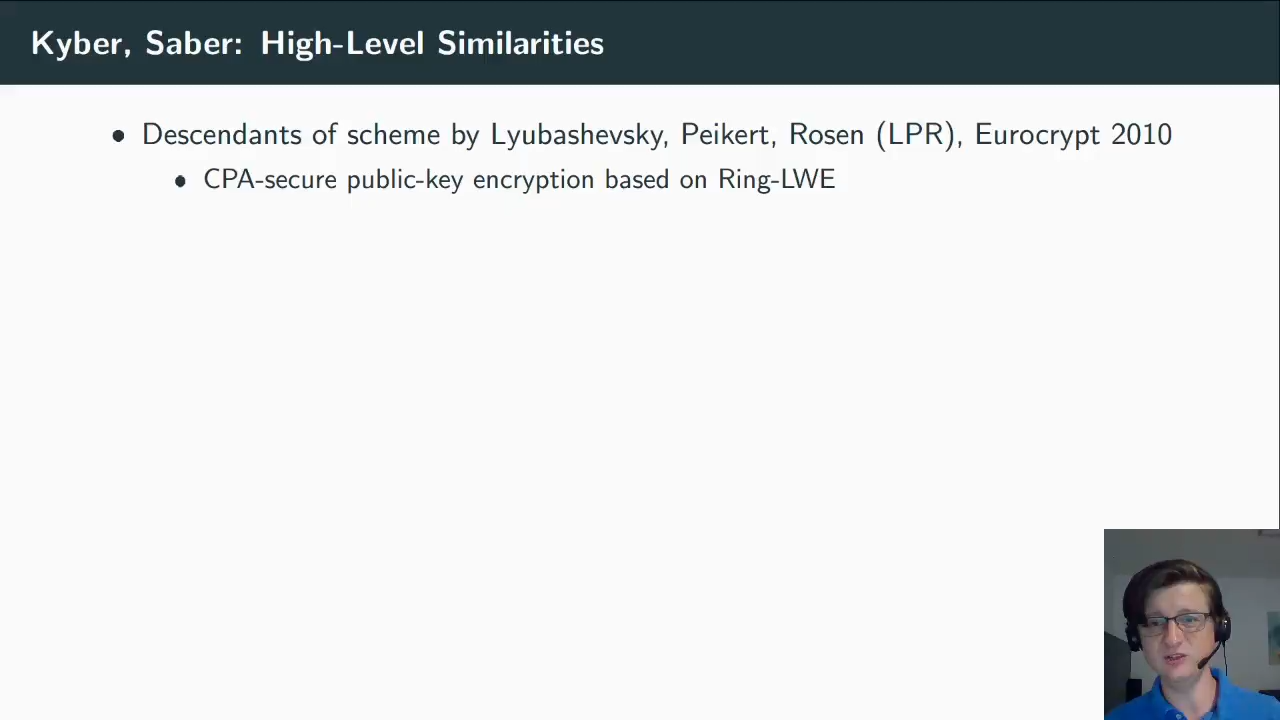 Kyber, Saber: High-Level Similarities
• Descendants of scheme by Lyubashevsky, Peikert, Rosen (LPR), Eurocrypt 2010
• CPA-secure public-key encryption based on Ring-LWE